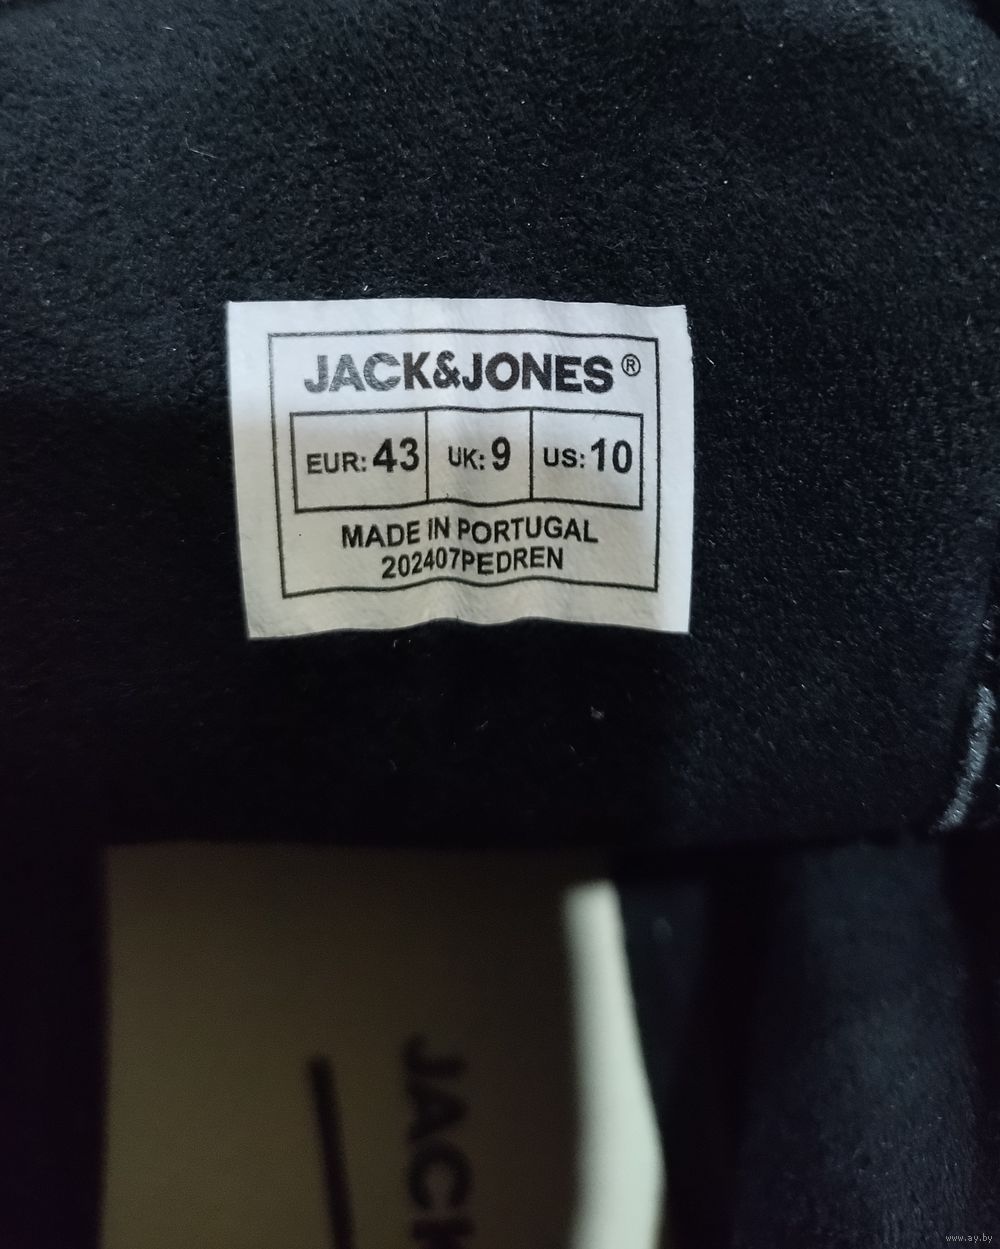 JACK&JONES®
EUR: 43 UK: 9 US: 10
MADE IN PORTUGAL
202407PEDREN
JACK
www.ay.by